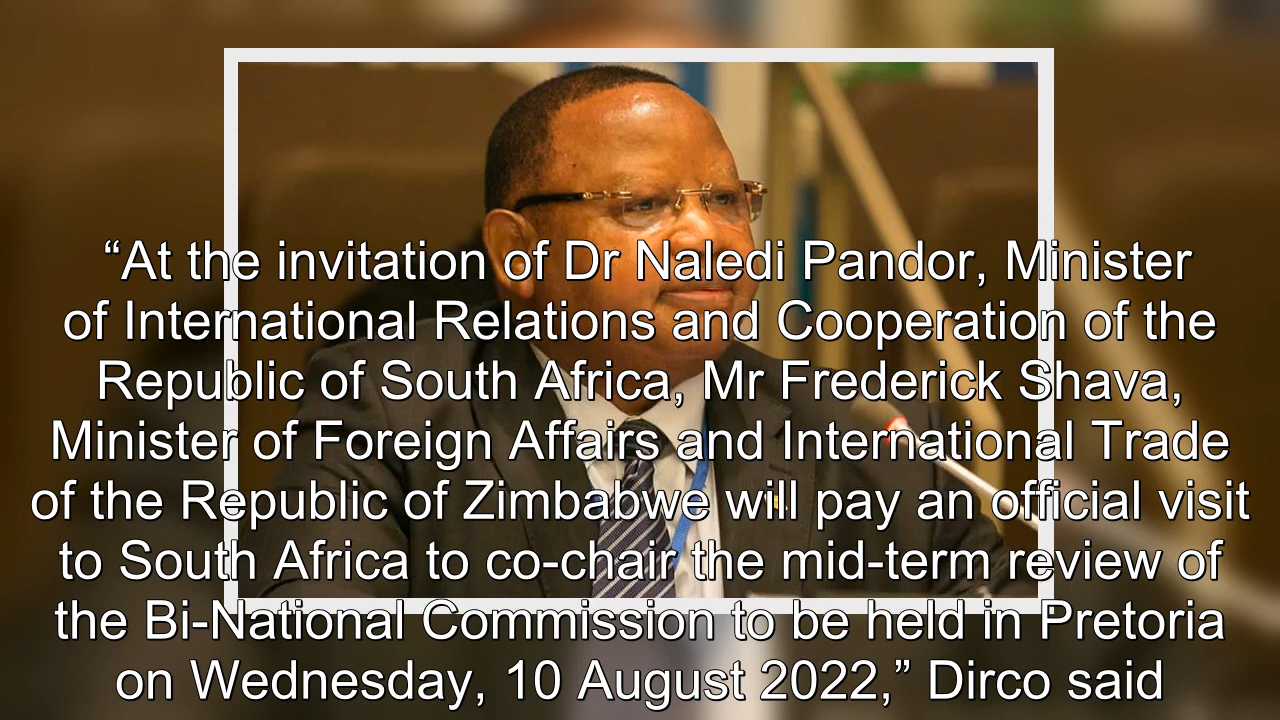 “At the invitation of Dr Naledi Pandor, Minister
of International Relations and Cooperation of the
Republic of South Africa, Mr Frederick Shava,
Minister of Foreign Affairs and International Trade
of the Republic of Zimbabwe will pay an official visit
to South Africa to co-chair the mid-term review of
the Bi-National Commission to be held in Pretoria
on Wednesday, 10 August 2022,” Dirco said